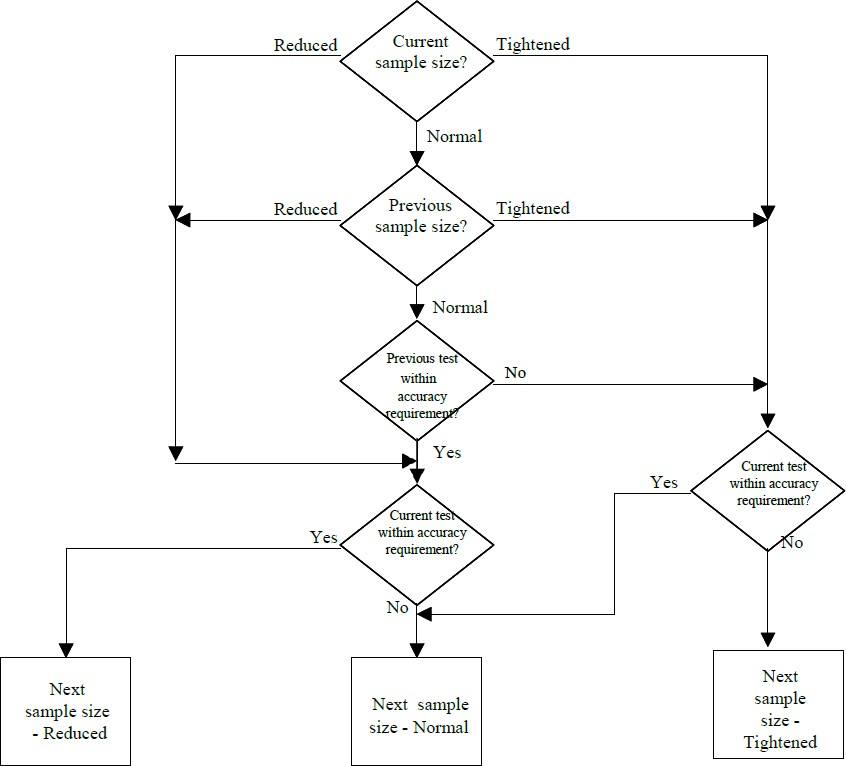 Reduced
Current
sample size?
Tightened
Normal
Reduced
Previous
sample size?
Tightened
Normal
Previous test
within
accuracy
requirement?
No
Yes
Current test
within accuracy
requirement?
Yes
No
Current test
within accuracy
requirement?
Yes
No
Next
sample size
- Reduced
Next sample
size - Normal
Next
sample
size -
Tightened